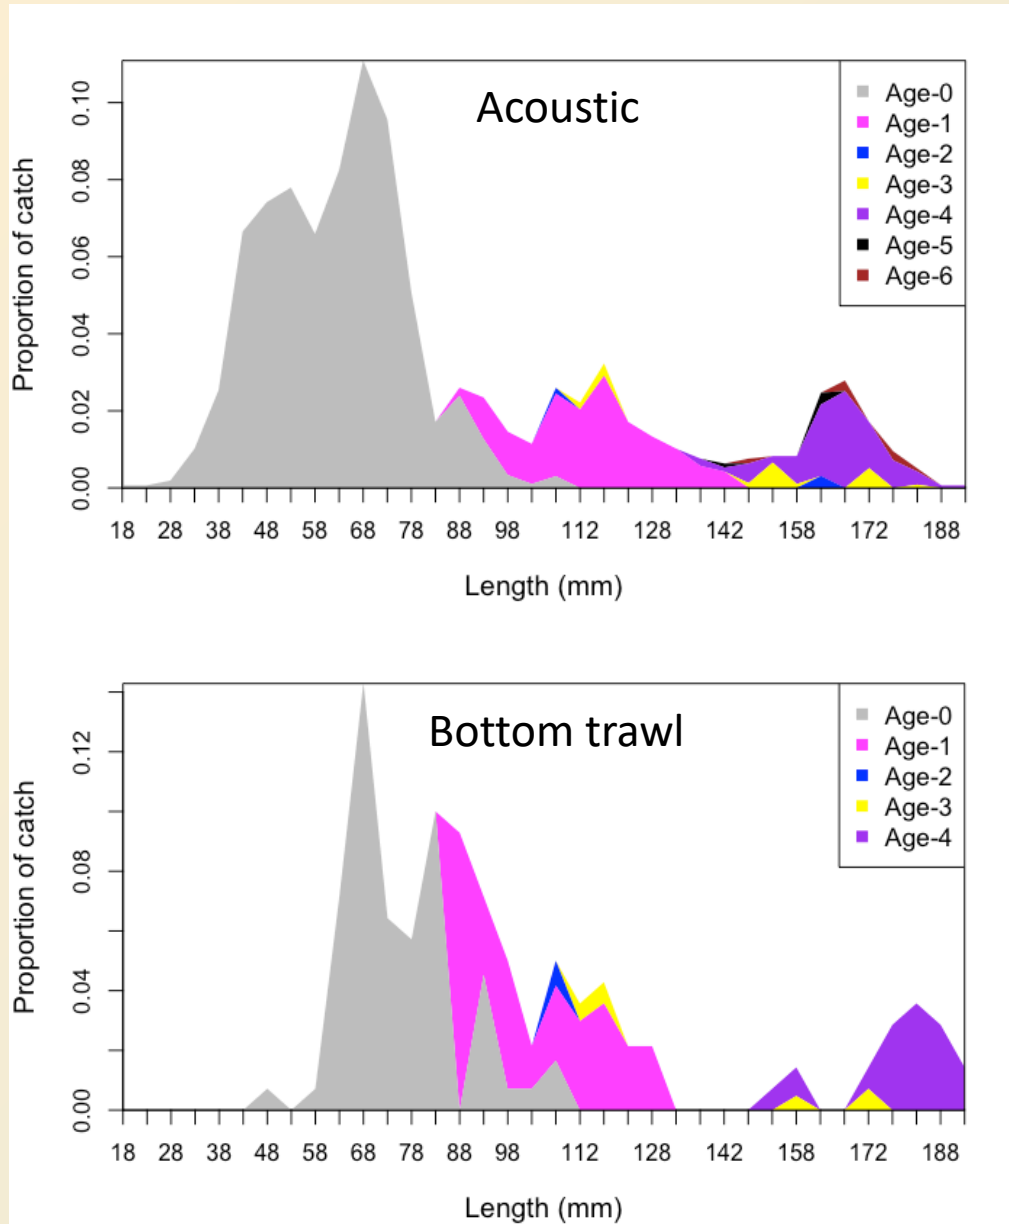 Acoustic
Age-0
Age-1
Age-2
Age-3
Age-4
Age-5
Age-6
Proportion of catch
0.10
0.08
0.06
0.04
0.02
0.00
18 28 38 48 58 68 78 88 98 112 128 142 158 172 188
Length (mm)
Bottom trawl
Age-0
Age-1
Age-2
Age-3
Age-4
Proportion of catch
0.12
0.08
0.04
0.00
18 28 38 48 58 68 78 88 98 112 128 142 158 172 188
Length (mm)